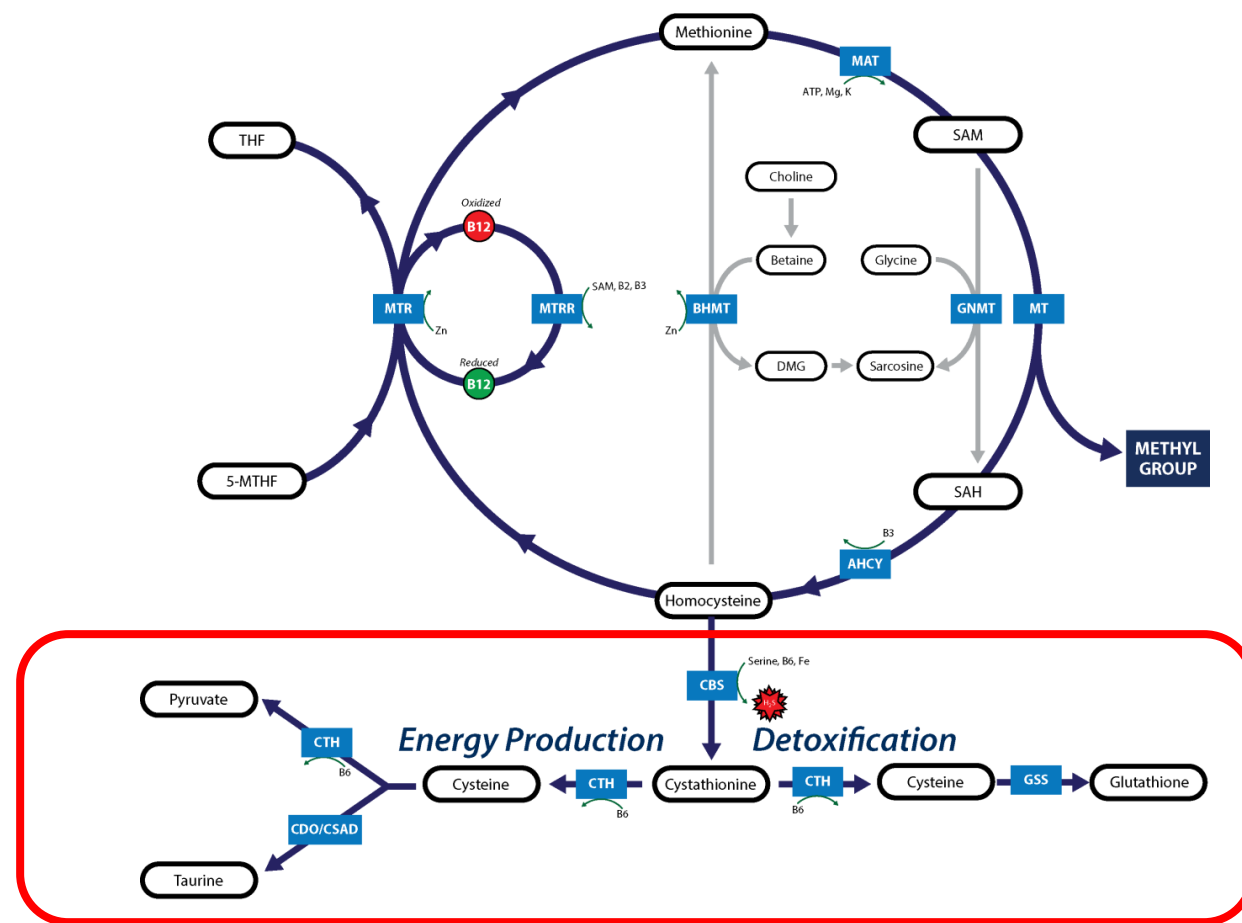 Methionine
MAT
ATP, Mg, K
THF
SAM
Choline
Oxidized
B12
Betaine
Glycine
SAM, B2, B3
MTR
MTRR
BHMT
GNMT
MT
Zn
Zn
Reduced
B12
DMG
Sarcosine
METHYL
GROUP
5-MTHF
SAH
B3
AHCY
Homocysteine
Serine, B6, Fe
CBS
H₂S
Pyruvate
CTH
B6
Energy Production
Detoxification
Cysteine
CTH
B6
Cystathionine
CTH
B6
Cysteine
GSS
Glutathione
CDO/CSAD
Taurine